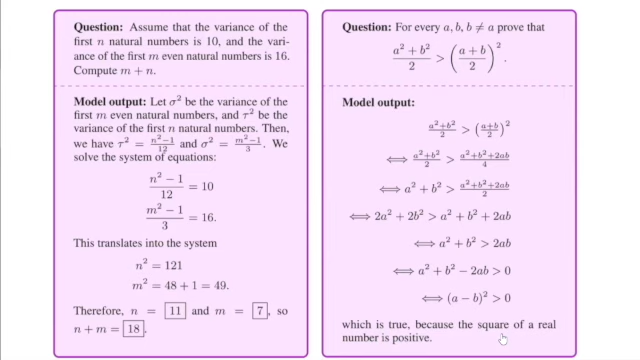 Question: Assume that the variance of the
first n natural numbers is 10, and the vari-
ance of the first m even natural numbers is 16.
Compute m + n.
Model output: Let σ² be the variance of the
first m even natural numbers, and τ² be the
variance of the first n natural numbers. Then,
we have τ² = (n²−1)/12 and σ² = (m²−1)/3. We
solve the system of equations:
(n² − 1)/12 = 10
(m² − 1)/3 = 16.
This translates into the system
n² = 121
m² = 48 + 1 = 49.
Therefore, n = 11 and m = 7, so
n + m = 18.
Question: For every a, b, b ≠ a prove that
(a² + b²)/2 > ((a + b)/2)².
Model output:
(a²+b²)/2 > ((a+b)/2)²
⟺ (a²+b²)/2 > (a²+b²+2ab)/4
⟺ a² + b² > (a²+b²+2ab)/2
⟺ 2a² + 2b² > a² + b² + 2ab
⟺ a² + b² > 2ab
⟺ a² + b² − 2ab > 0
⟺ (a − b)² > 0
which is true, because the square of a real
number is positive.